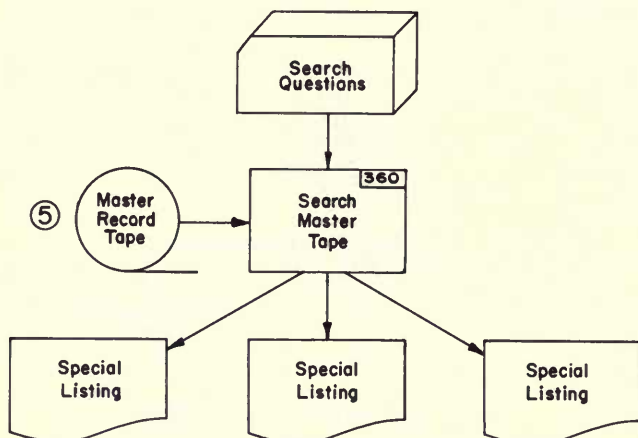 Search
Questions
360
⑤
Master
Record
Tape
Search
Master
Tape
Special
Listing
Special
Listing
Special
Listing